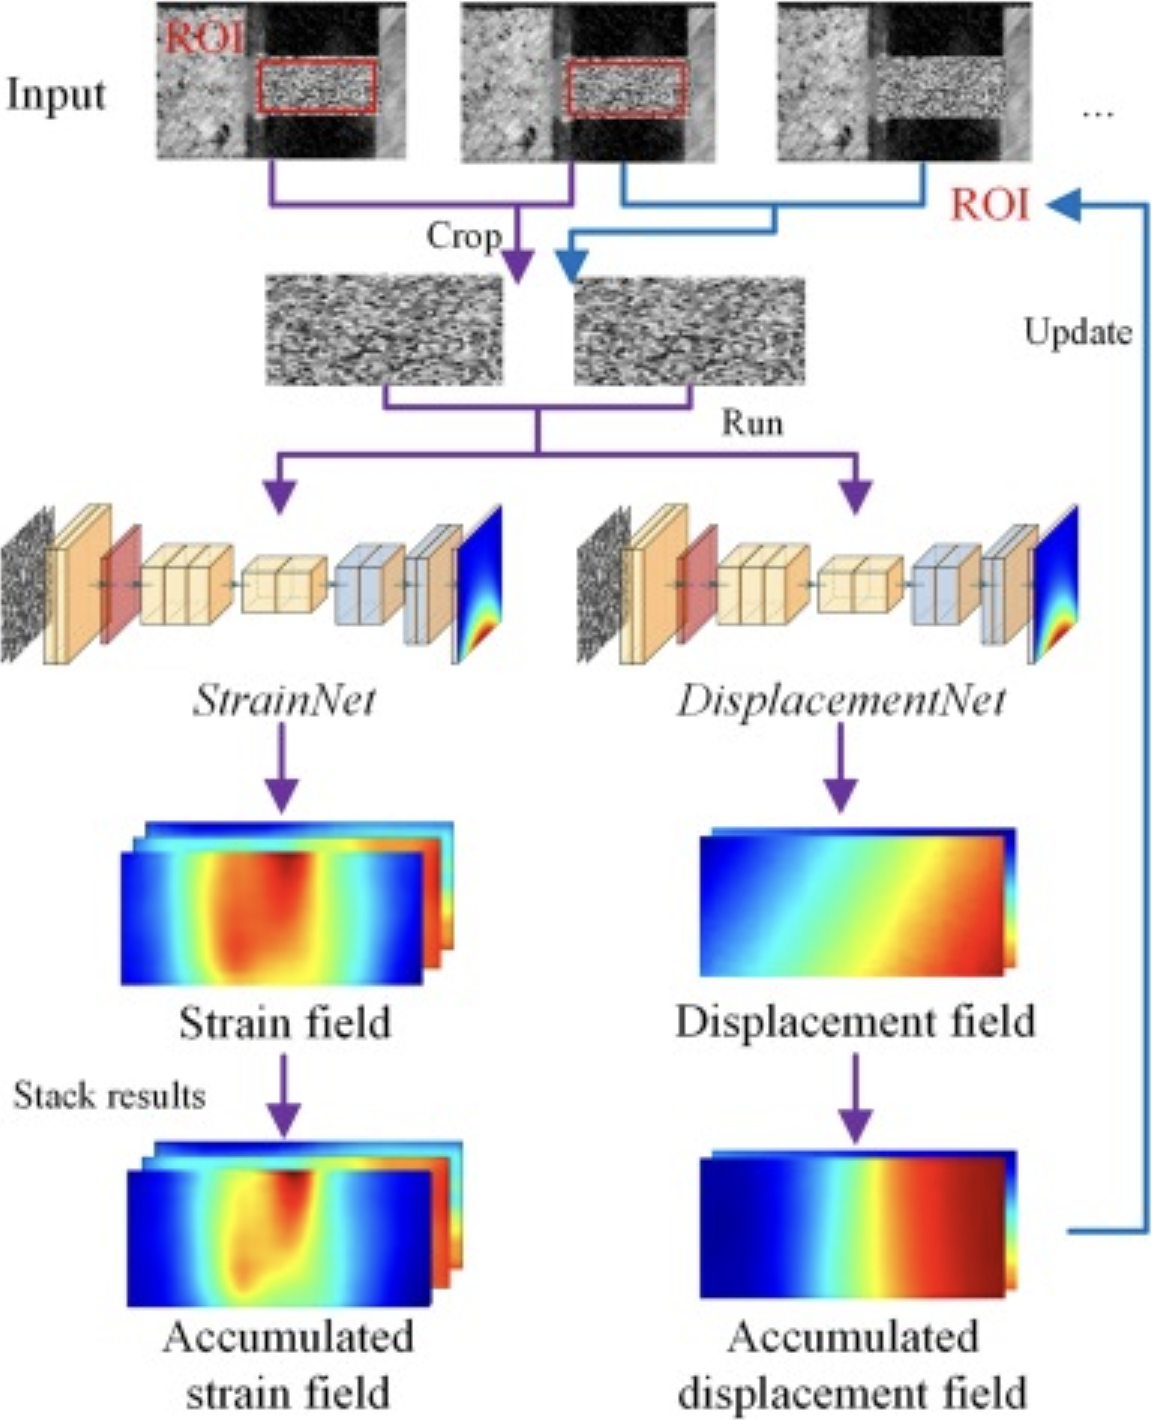 ROI
Input
...
ROI
Crop
Update
Run
StrainNet
DisplacementNet
Strain field
Displacement field
Stack results
Accumulated
strain field
Accumulated
displacement field